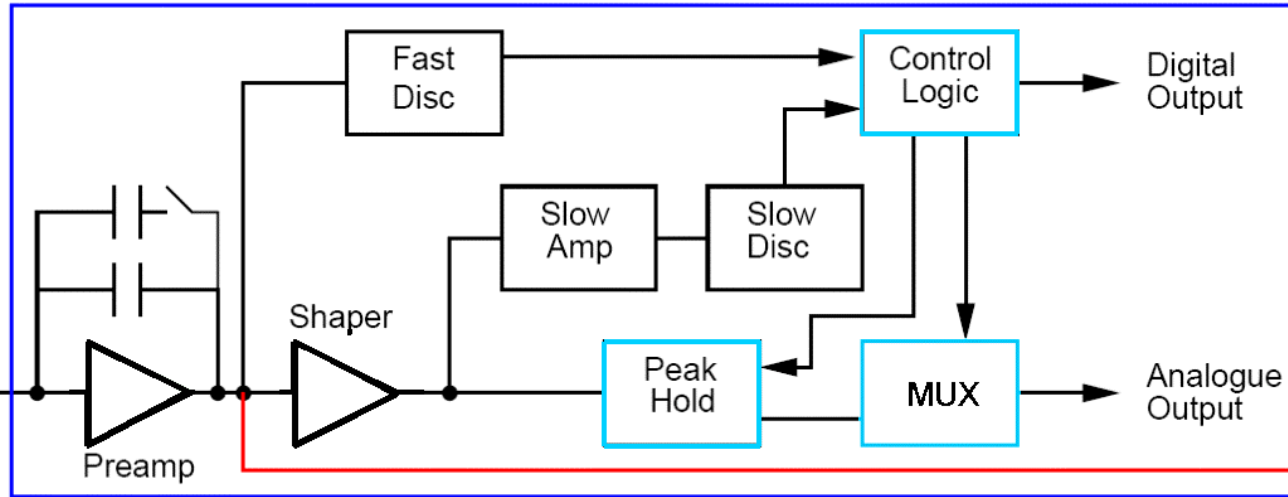 Fast
Disc
Control
Logic
Digital
Output
Slow
Amp
Slow
Disc
Shaper
Peak
Hold
MUX
Analogue
Output
Preamp